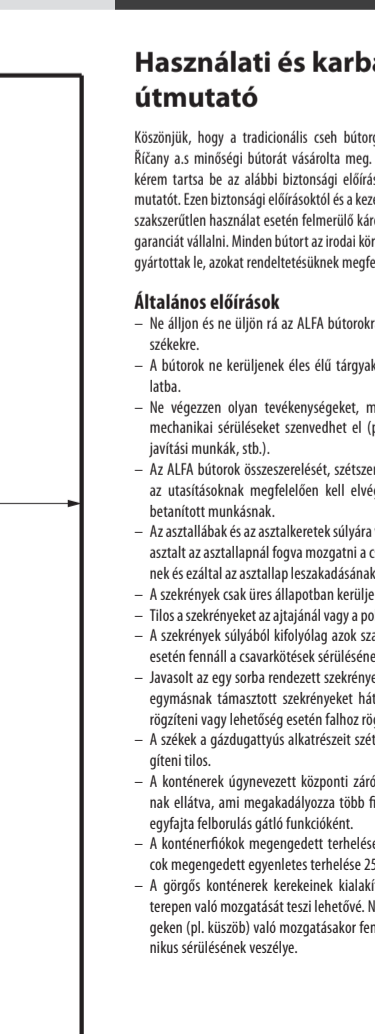 Használati és karba
útmutató
Köszönjük, hogy a tradicionális cseh bútorg
Říčany a.s minőségi bútorát vásárolta meg.
kérem tartsa be az alábbi biztonsági előírás
mutatót. Ezen biztonsági előírásoktól és a keze
szakszerűtlen használat esetén felmerülő káro
garanciát vállalni. Minden bútort az irodai kör
gyártottak le, azokat rendeltetésüknek megfe
Általános előírások
– Ne álljon és ne üljön rá az ALFA bútorokr
székekre.
– A bútorok ne kerüljenek éles élű tárgyak
latba.
– Ne végezzen olyan tevékenységeket, m
mechanikai sérüléseket szenvedhet el (p
javítási munkák, stb.).
– Az ALFA bútorok összeszerelését, szétszer
az utasításoknak megfelelően kell elvég
betanított munkásnak.
– Az asztallábak és az asztalkeretek súlyára
asztalt az asztallapnál fogva mozgatni a c
nek és ezáltal az asztallap leszakadásának
– A szekrények csak üres állapotban kerülje
– Tilos a szekrényeket az ajtajánál vagy a po
– A szekrények súlyából kifolyólag azok sza
esetén fennáll a csavarkötések sérüléséne
– Javasolt az egy sorba rendezett szekrénye
egymásnak támasztott szekrényeket hát
rögzíteni vagy lehetőség esetén falhoz rög
– A székek a gázdugattyús alkatrészeit szét
gíteni tilos.
– A konténerek úgynevezett központi záró
nak ellátva, ami megakadályozza több fi
egyfajta felborulás gátló funkcióként.
– A konténerfiókok megengedett terhelése
cok megengedett egyenletes terhelése 25
– A görgős konténerek kerekeinek kialakí
terepen való mozgatását teszi lehetővé. N
geken (pl. küszöb) való mozgatásakor fen
nikus sérülésének veszélye.